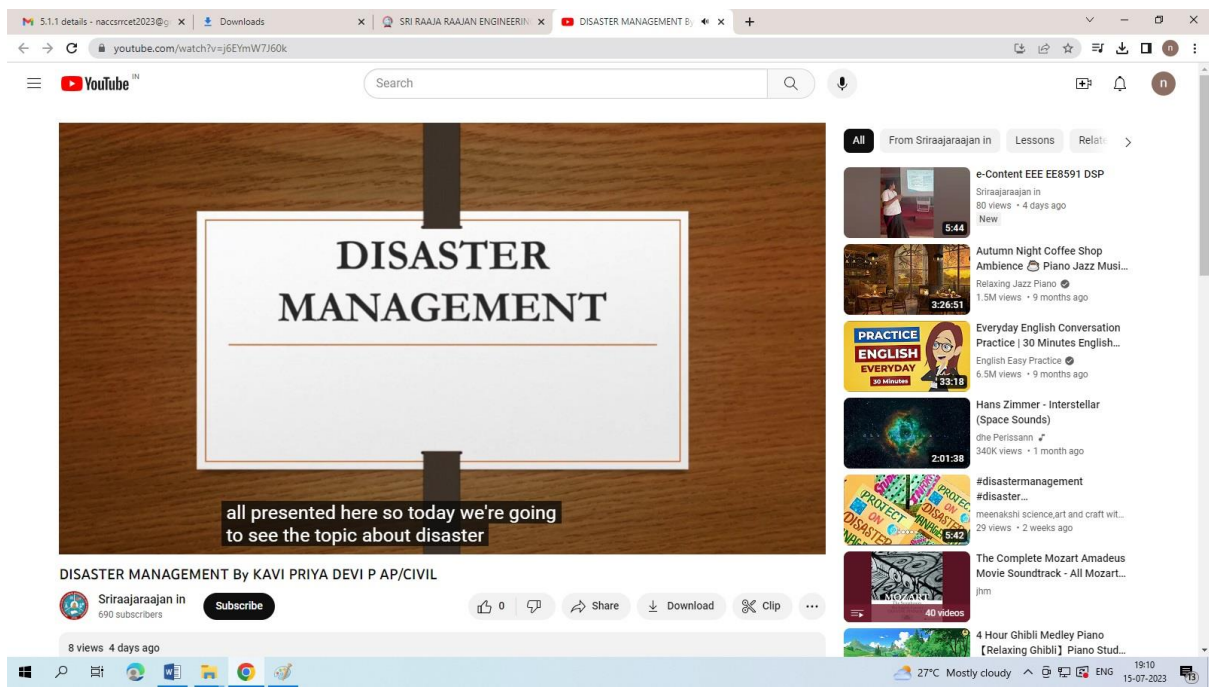 5.1.1 details - naccsrrcet2023@g
Downloads
SRI RAAJA RAAJAN ENGINEERIN
DISASTER MANAGEMENT By
youtube.com/watch?v=j6EYmW7J60k
n
YouTube IN
Search
n
DISASTER
MANAGEMENT
all presented here so today we're going
to see the topic about disaster
DISASTER MANAGEMENT By KAVI PRIYA DEVI P AP/CIVIL
Sriraajaraajan in
690 subscribers
Subscribe
0
Share
Download
Clip
8 views 4 days ago
All
From Sriraajaraajan in
Lessons
Relate
5:44
e-Content EEE EE8591 DSP
Sriraajaraajan in
80 views • 4 days ago
New
3:26:51
Autumn Night Coffee Shop
Ambience Piano Jazz Musi...
Relaxing Jazz Piano
1.5M views • 9 months ago
PRACTICE
ENGLISH
EVERYDAY
30 Minutes
33:18
Everyday English Conversation
Practice | 30 Minutes English...
English Easy Practice
6.5M views • 9 months ago
2:01:38
Hans Zimmer - Interstellar
(Space Sounds)
dhe Perissann
340K views • 1 month ago
PROJECT
ON
5:42
#disastermanagement
#disaster...
meenakshi science,art and craft wit...
29 views • 2 weeks ago
MOZART
40 videos
The Complete Mozart Amadeus
Movie Soundtrack - All Mozart...
jhm
4 Hour Ghibli Medley Piano
【Relaxing Ghibli】Piano Stud...
27°C Mostly cloudy
ENG
19:10
15-07-2023
13